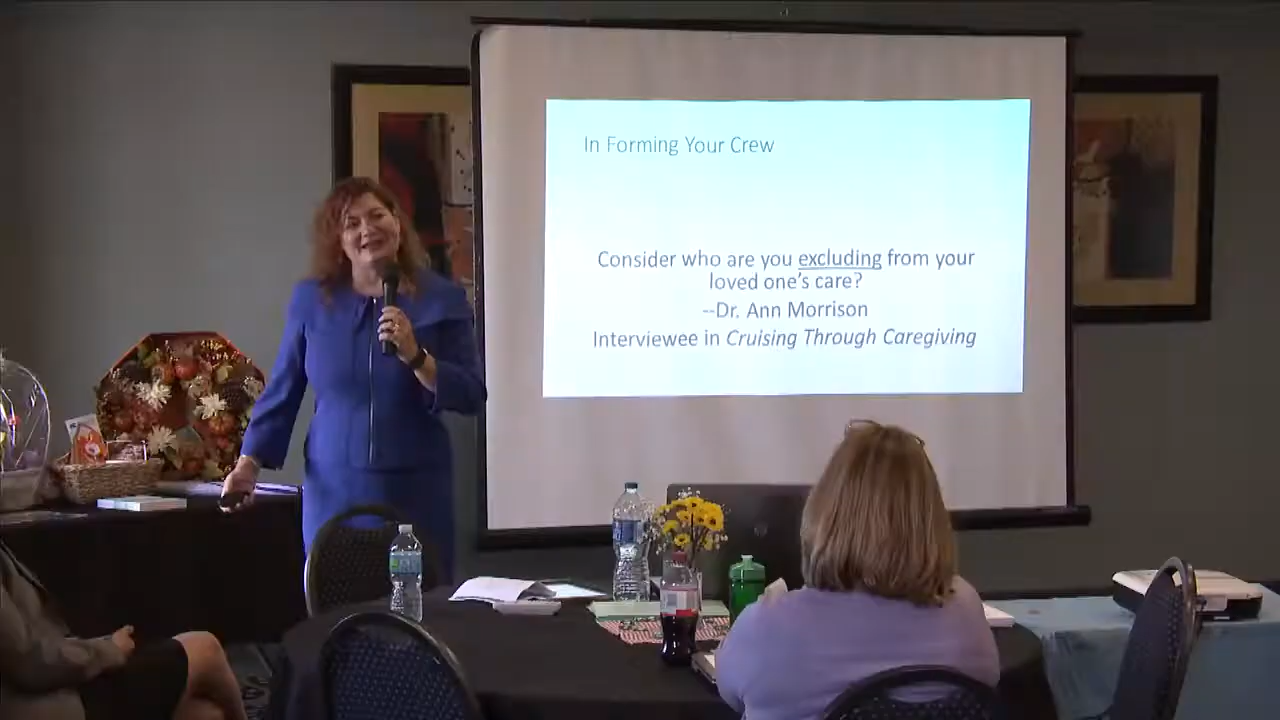 In Forming Your Crew
Consider who are you excluding from your
loved one's care?
--Dr. Ann Morrison
Interviewee in Cruising Through Caregiving